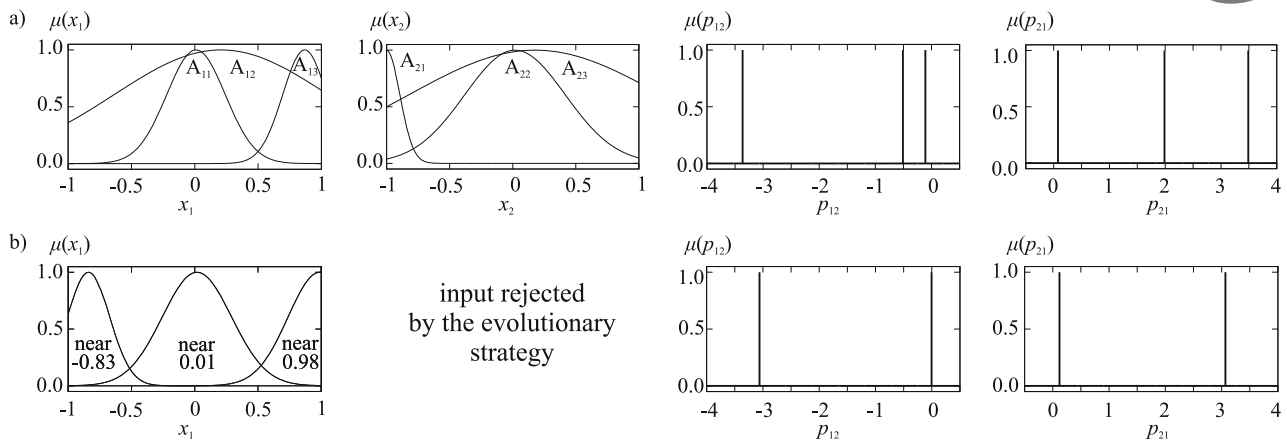 a) μ(x₁) μ(x₂) μ(p₁₂) μ(p₂₁)
1.0 1.0 1.0 1.0
A₁₁ A₁₂ A₁₃ A₂₁ A₂₂ A₂₃
0.5 0.5 0.5 0.5
0.0 0.0 0.0 0.0
-1 -0.5 0 0.5 1 -1 -0.5 0 0.5 1 -4 -3 -2 -1 0 0 1 2 3 4
x₁ x₂ p₁₂ p₂₁
b) μ(x₁) μ(p₁₂) μ(p₂₁)
1.0 1.0 1.0
input rejected
by the evolutionary
strategy
0.5 0.5 0.5
near near near
-0.83 0.01 0.98
0.0 0.0 0.0
-1 -0.5 0 0.5 1 -4 -3 -2 -1 0 0 1 2 3 4
x₁ p₁₂ p₂₁